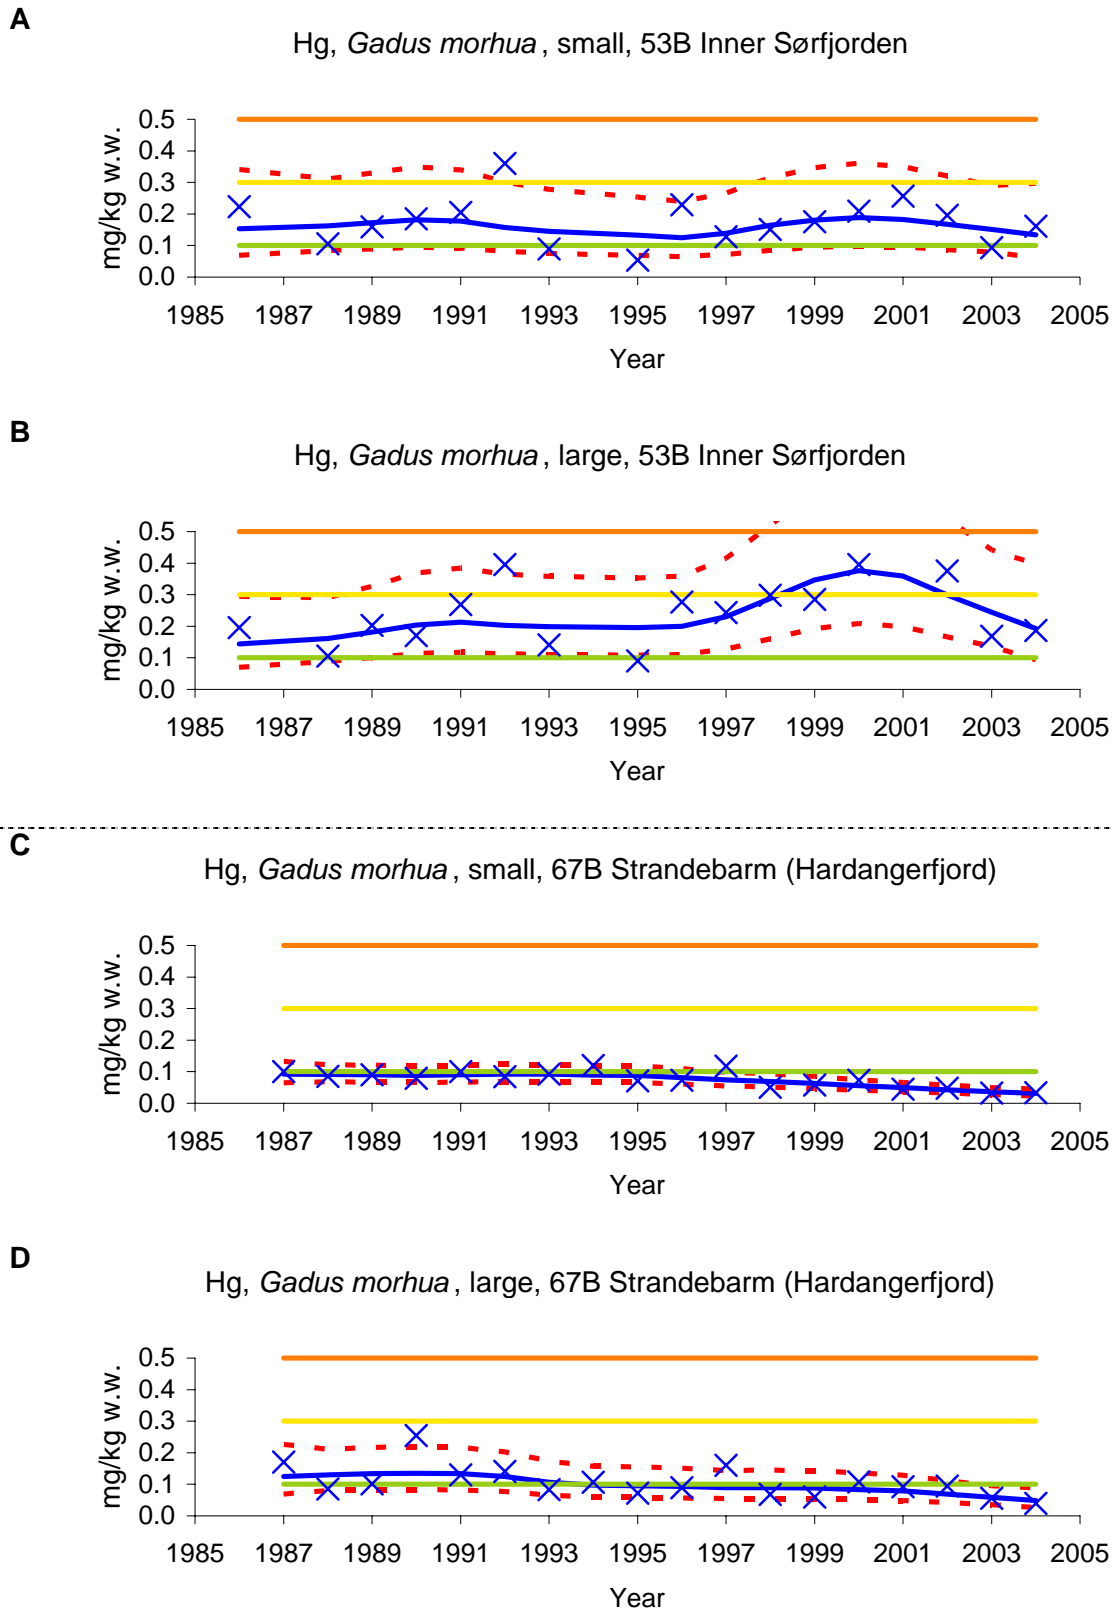 A
Hg, Gadus morhua, small, 53B Inner Sørfjorden
mg/kg w.w.
0.5
0.4
0.3
0.2
0.1
0.0
1985 1987 1989 1991 1993 1995 1997 1999 2001 2003 2005
Year
B
Hg, Gadus morhua, large, 53B Inner Sørfjorden
mg/kg w.w.
0.5
0.4
0.3
0.2
0.1
0.0
1985 1987 1989 1991 1993 1995 1997 1999 2001 2003 2005
Year
C
Hg, Gadus morhua, small, 67B Strandebarm (Hardangerfjord)
mg/kg w.w.
0.5
0.4
0.3
0.2
0.1
0.0
1985 1987 1989 1991 1993 1995 1997 1999 2001 2003 2005
Year
D
Hg, Gadus morhua, large, 67B Strandebarm (Hardangerfjord)
mg/kg w.w.
0.5
0.4
0.3
0.2
0.1
0.0
1985 1987 1989 1991 1993 1995 1997 1999 2001 2003 2005
Year